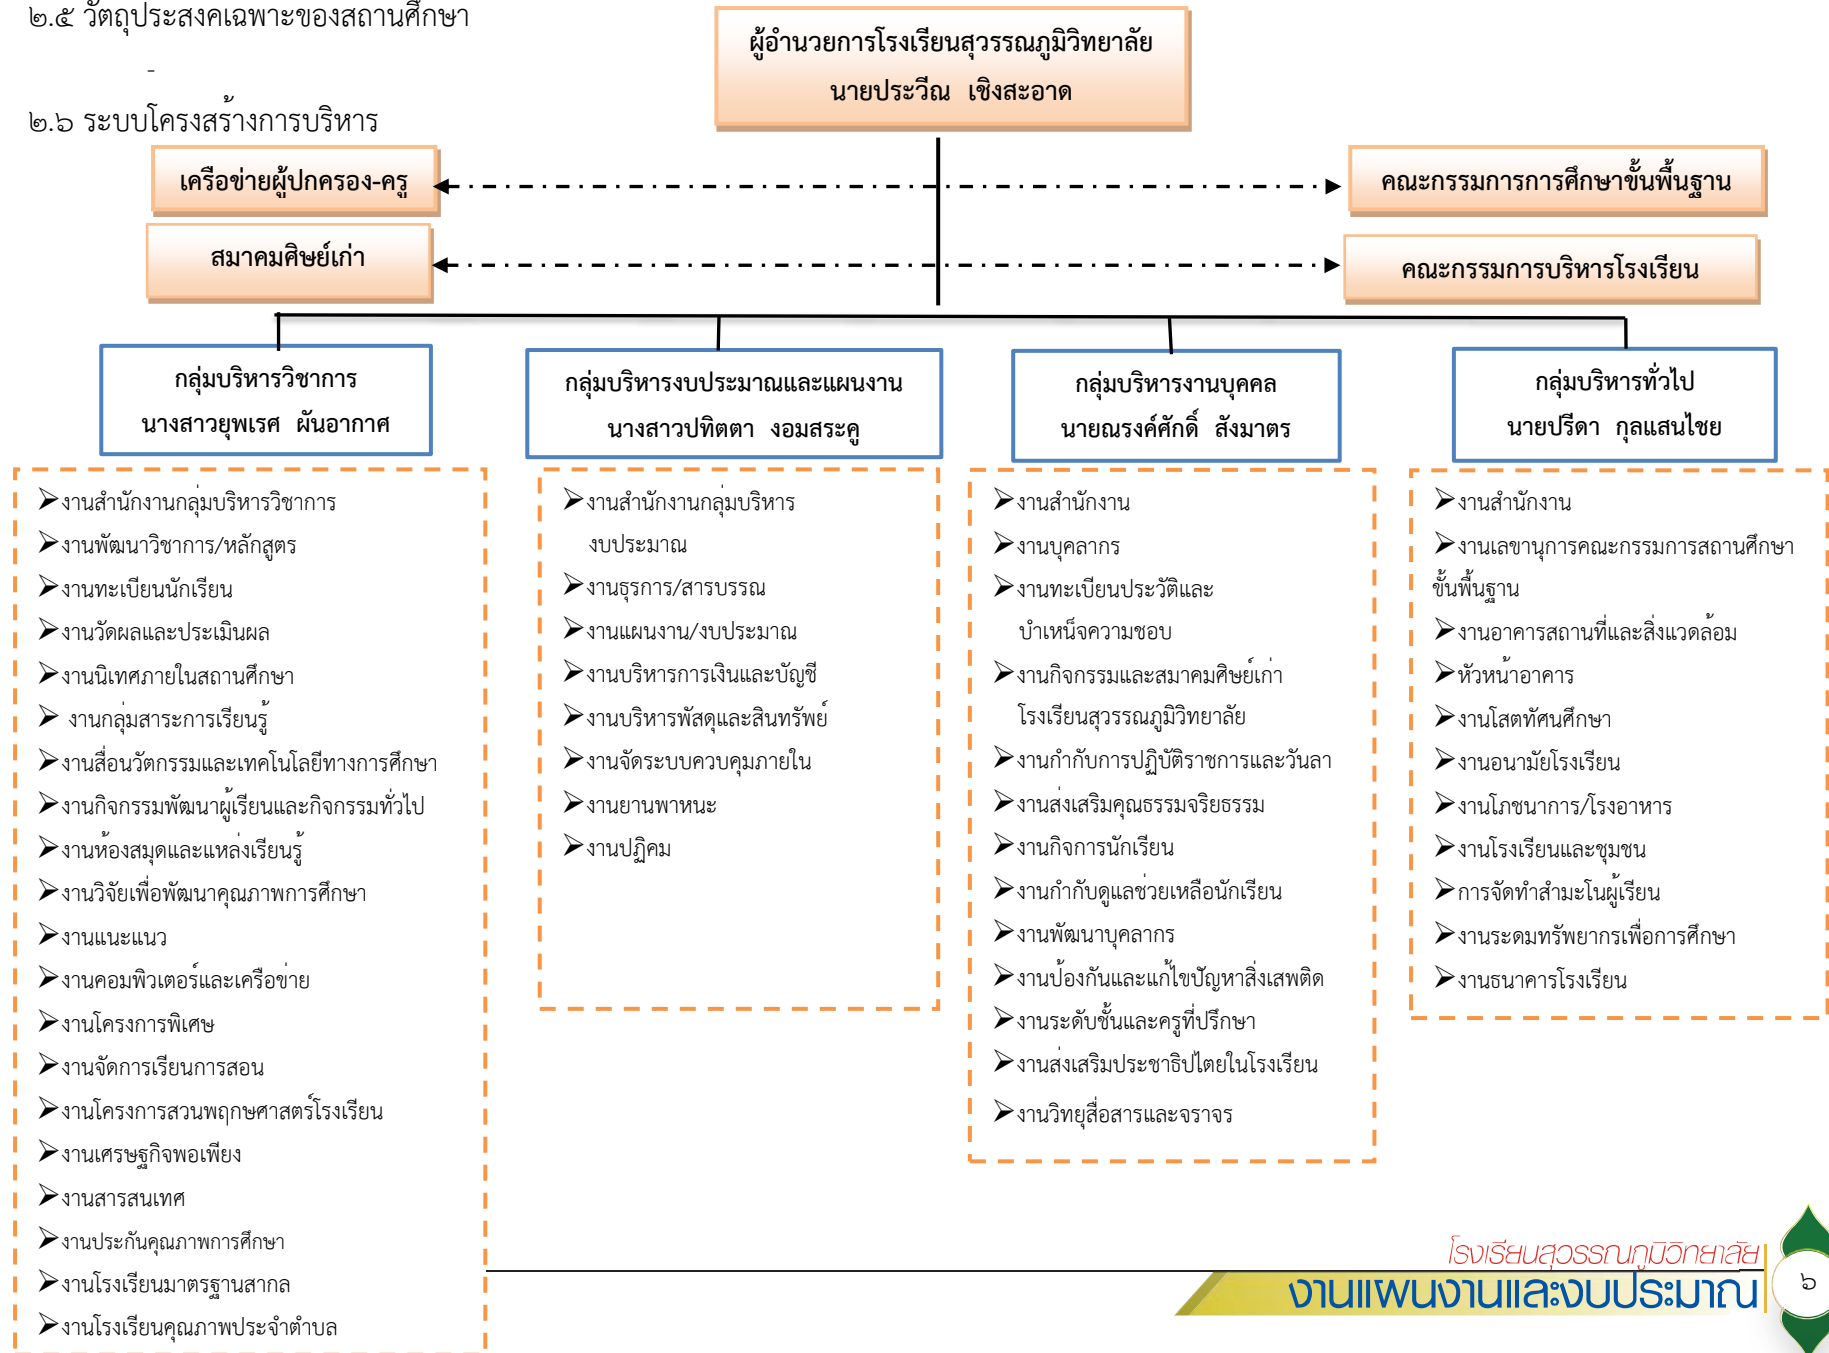 ๒.๕ วัตถุประสงคเฉพาะของสถานศึกษา
-
๒.๖ ระบบโครงสร้างการบริหาร
ผู้อำนวยการโรงเรียนสุวรรณภูมิวิทยาลัย
นายประวีณ เชิงสะอาด
เครือข่ายผู้ปกครอง-ครู
คณะกรรมการการศึกษาขั้นพื้นฐาน
สมาคมศิษย์เก่า
คณะกรรมการบริหารโรงเรียน
กลุ่มบริหารวิชาการ
นางสาวยุพเรศ ผันอากาศ
กลุ่มบริหารงบประมาณและแผนงาน
นางสาวปทิตตา งอมสระคู
กลุ่มบริหารงานบุคคล
นายณรงค์ศักดิ์ สังมาตร
กลุ่มบริหารทั่วไป
นายปรีดา กุลแสนไชย
➢งานสำนักงานกลุ่มบริหารวิชาการ
➢งานพัฒนาวิชาการ/หลักสูตร
➢งานทะเบียนนักเรียน
➢งานวัดผลและประเมินผล
➢งานนิเทศภายในสถานศึกษา
➢ งานกลุ่มสาระการเรียนรู้
➢งานสื่อนวัตกรรมและเทคโนโลยีทางการศึกษา
➢งานกิจกรรมพัฒนาผู้เรียนและกิจกรรมทั่วไป
➢งานห้องสมุดและแหล่งเรียนรู้
➢งานวิจัยเพื่อพัฒนาคุณภาพการศึกษา
➢งานแนะแนว
➢งานคอมพิวเตอร์และเครือข่าย
➢งานโครงการพิเศษ
➢งานจัดการเรียนการสอน
➢งานโครงการสวนพฤกษศาสตร์โรงเรียน
➢งานเศรษฐกิจพอเพียง
➢งานสารสนเทศ
➢งานประกันคุณภาพการศึกษา
➢งานโรงเรียนมาตรฐานสากล
➢งานโรงเรียนคุณภาพประจำตำบล
➢งานสำนักงานกลุ่มบริหาร
งบประมาณ
➢งานธุรการ/สารบรรณ
➢งานแผนงาน/งบประมาณ
➢งานบริหารการเงินและบัญชี
➢งานบริหารพัสดุและสินทรัพย์
➢งานจัดระบบควบคุมภายใน
➢งานยานพาหนะ
➢งานปฏิคม
➢งานสำนักงาน
➢งานบุคลากร
➢งานทะเบียนประวัติและ
บำเหน็จความชอบ
➢งานกิจกรรมและสมาคมศิษย์เก่า
โรงเรียนสุวรรณภูมิวิทยาลัย
➢งานกำกับการปฏิบัติราชการและวันลา
➢งานส่งเสริมคุณธรรมจริยธรรม
➢งานกิจการนักเรียน
➢งานกำกับดูแลช่วยเหลือนักเรียน
➢งานพัฒนาบุคลากร
➢งานป้องกันและแก้ไขปัญหาสิ่งเสพติด
➢งานระดับชั้นและครูที่ปรึกษา
➢งานส่งเสริมประชาธิปไตยในโรงเรียน
➢งานวิทยุสื่อสารและจราจร
➢งานสำนักงาน
➢งานเลขานุการคณะกรรมการสถานศึกษา
ขั้นพื้นฐาน
➢งานอาคารสถานที่และสิ่งแวดล้อม
➢หัวหน้าอาคาร
➢งานโสตทัศนศึกษา
➢งานอนามัยโรงเรียน
➢งานโภชนาการ/โรงอาหาร
➢งานโรงเรียนและชุมชน
➢การจัดทำสำมะโนผู้เรียน
➢งานระดมทรัพยากรเพื่อการศึกษา
➢งานธนาคารโรงเรียน
โรงเรียนสุวรรณภูมิวิทยาลัย
งานแผนงานและงบประมาณ
๖